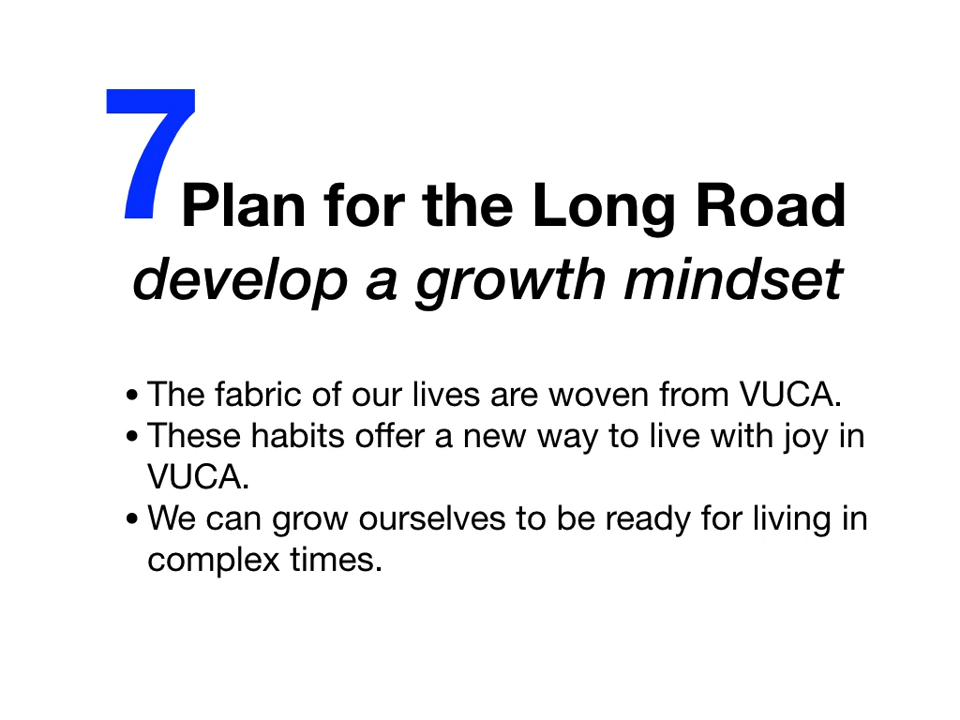 7
Plan for the Long Road
develop a growth mindset
• The fabric of our lives are woven from VUCA.
• These habits offer a new way to live with joy in
VUCA.
• We can grow ourselves to be ready for living in
complex times.